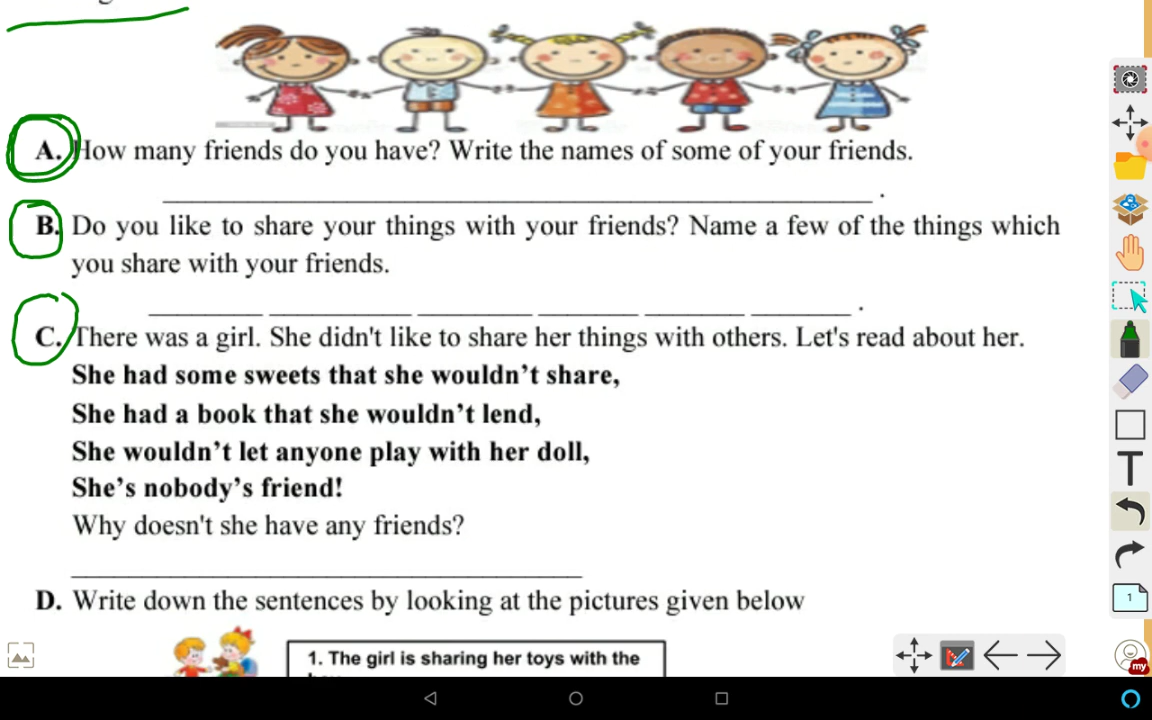 A. How many friends do you have? Write the names of some of your friends.
B. Do you like to share your things with your friends? Name a few of the things which
you share with your friends.
C. There was a girl. She didn't like to share her things with others. Let's read about her.
She had some sweets that she wouldn't share,
She had a book that she wouldn't lend,
She wouldn't let anyone play with her doll,
She's nobody's friend!
Why doesn't she have any friends?
D. Write down the sentences by looking at the pictures given below
1. The girl is sharing her toys with the
T
1
my